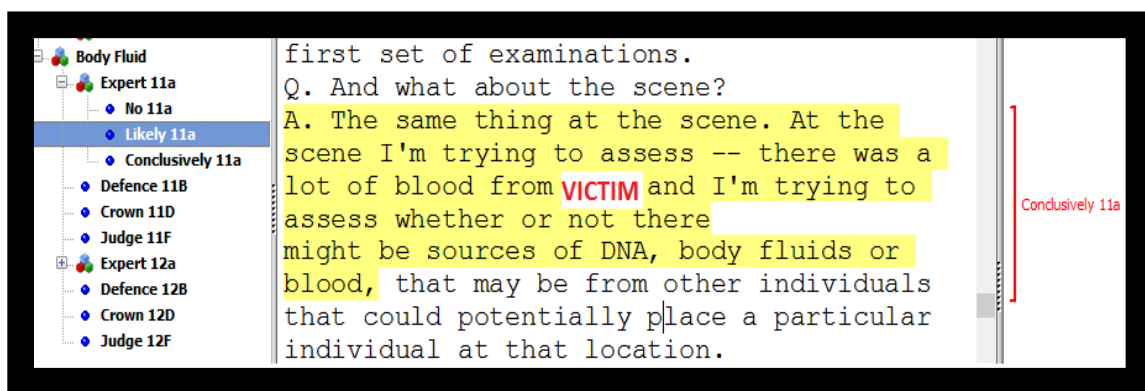 Body Fluid
Expert 11a
No 11a
Likely 11a
Conclusively 11a
Defence 11B
Crown 11D
Judge 11F
Expert 12a
Defence 12B
Crown 12D
Judge 12F
first set of examinations.
Q. And what about the scene?
A. The same thing at the scene. At the
scene I'm trying to assess -- there was a
lot of blood from VICTIM and I'm trying to
assess whether or not there
might be sources of DNA, body fluids or
blood, that may be from other individuals
that could potentially place a particular
individual at that location.
Conclusively 11a